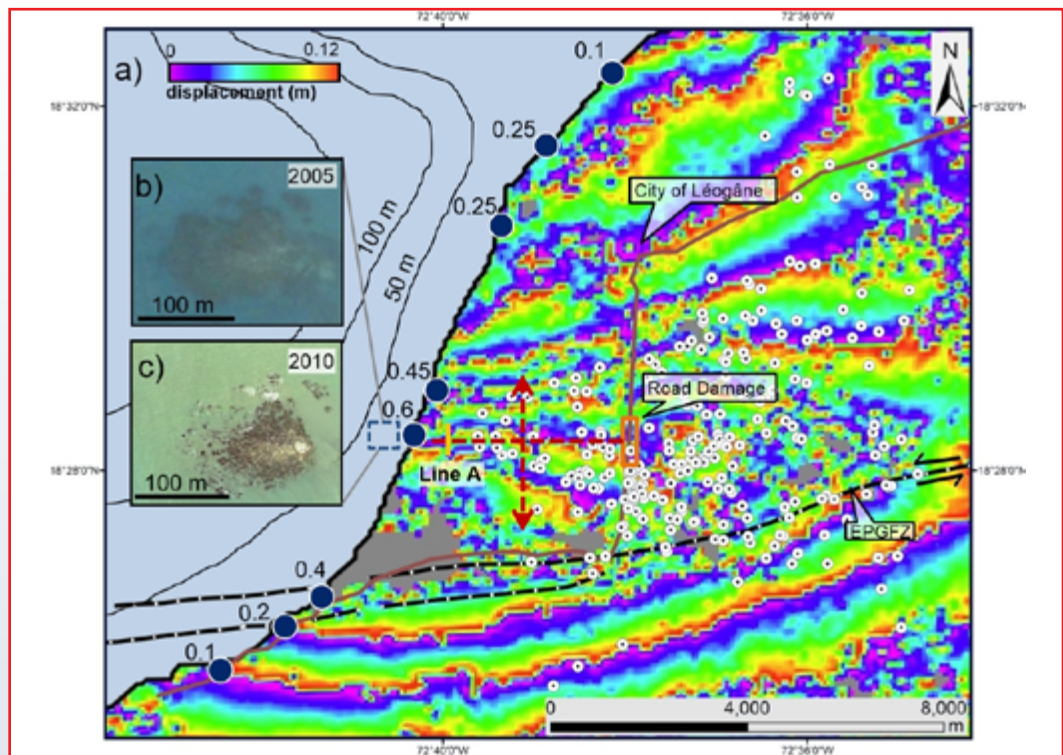 72°40'0"W
72°36'0"W
a)
0
0.12
displacement (m)
N
0.1
18°32'0"N
18°32'0"N
0.25
b)
2005
City of Léogâne
0.25
100 m
50 m
100 m
c)
2010
0.45
Road Damage
0.6
18°28'0"N
Line A
18°28'0"N
100 m
EPGFZ
0.4
0.2
0.1
0
4,000
8,000
m
72°40'0"W
72°36'0"W